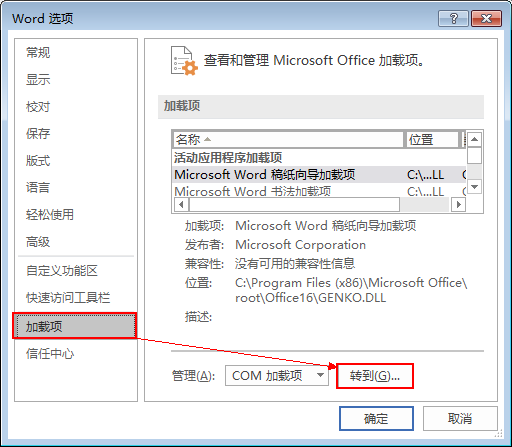 Word 选项
常规
显示
校对
保存
版式
语言
轻松使用
高级
自定义功能区
快速访问工具栏
加载项
信任中心
查看和管理 Microsoft Office 加载项。
加载项
名称 位置
活动应用程序加载项
Microsoft Word 稿纸向导加载项 C:\...LL C
Microsoft Word 书法加载项 C:\...LL C
加载项: Microsoft Word 稿纸向导加载项
发布者: Microsoft Corporation
兼容性: 没有可用的兼容性信息
位置: C:\Program Files (x86)\Microsoft Office\
root\Office16\GENKO.DLL
描述:
管理(A): COM 加载项 转到(G)...
确定 取消